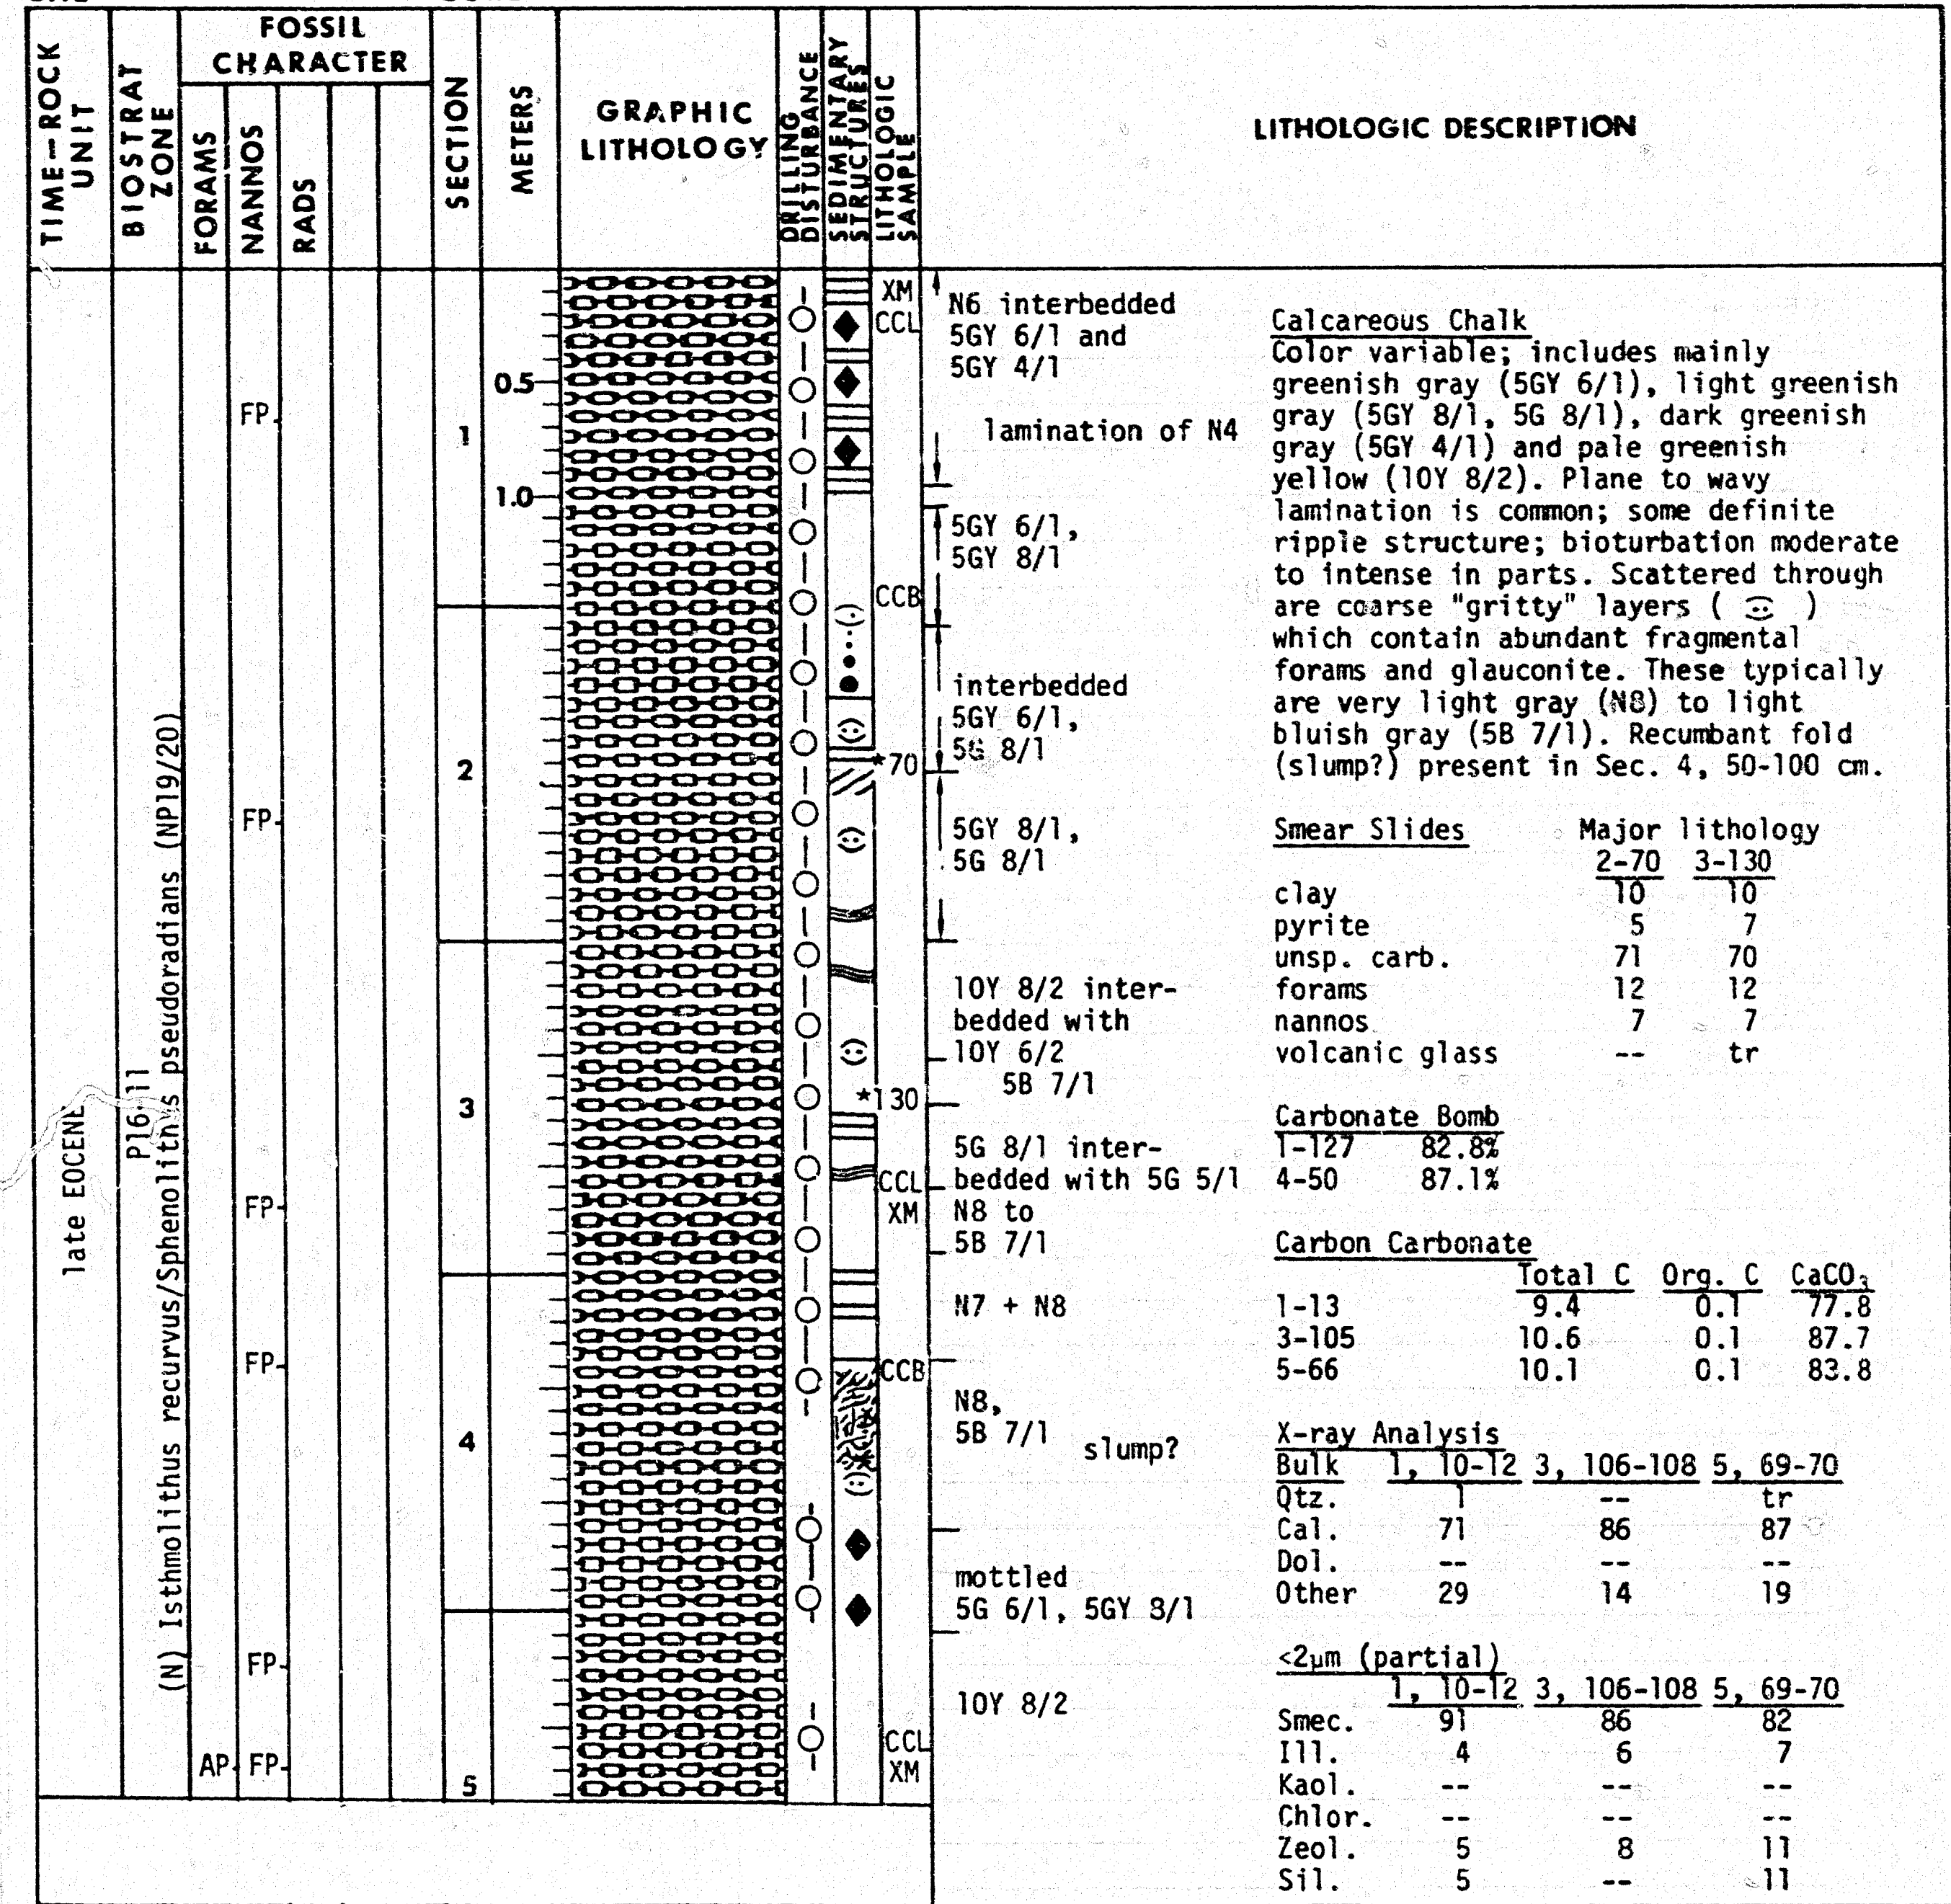 TIME-ROCK UNIT
BIOSTRAT ZONE
FOSSIL CHARACTER
FORAMS
NANNOS
RADS
SECTION
METERS
GRAPHIC LITHOLOGY
DRILLING DISTURBANCE
SEDIMENTARY STRUCTURES
LITHOLOGIC SAMPLE
LITHOLOGIC DESCRIPTION
late EOCENE
P16
(N) Isthmolithus recurvus/Sphenolithus pseudoradians (NP19/20)
FP
FP
FP
FP
FP
AP FP
1
2
3
4
5
0.5
1.0
XM
CCL
CCB
*70
*130
CCL
XM
CCB
CCL
XM
N6 interbedded
5GY 6/1 and
5GY 4/1
lamination of N4
5GY 6/1,
5GY 8/1
interbedded
5GY 6/1,
5G 8/1
5GY 8/1,
5G 8/1
10Y 8/2 inter-
bedded with
10Y 6/2
5B 7/1
5G 8/1 inter-
bedded with 5G 5/1
N8 to
5B 7/1
N7 + N8
N8,
5B 7/1
slump?
mottled
5G 6/1, 5GY 8/1
10Y 8/2
Calcareous Chalk
Color variable; includes mainly
greenish gray (5GY 6/1), light greenish
gray (5GY 8/1, 5G 8/1), dark greenish
gray (5GY 4/1) and pale greenish
yellow (10Y 8/2). Plane to wavy
lamination is common; some definite
ripple structure; bioturbation moderate
to intense in parts. Scattered through
are coarse "gritty" layers ( )
which contain abundant fragmental
forams and glauconite. These typically
are very light gray (N8) to light
bluish gray (5B 7/1). Recumbant fold
(slump?) present in Sec. 4, 50-100 cm.
Smear Slides Major lithology
2-70 3-130
clay 10 10
pyrite 5 7
unsp. carb. 71 70
forams 12 12
nannos 7 7
volcanic glass -- tr
Carbonate Bomb
1-127 82.8%
4-50 87.1%
Carbon Carbonate
Total C Org. C CaCO₃
1-13 9.4 0.1 77.8
3-105 10.6 0.1 87.7
5-66 10.1 0.1 83.8
X-ray Analysis
Bulk 1, 10-12 3, 106-108 5, 69-70
Qtz. 1 -- tr
Cal. 71 86 87
Dol. -- -- --
Other 29 14 19
<2µm (partial)
1, 10-12 3, 106-108 5, 69-70
Smec. 91 86 82
Ill. 4 6 7
Kaol. -- -- --
Chlor. -- -- --
Zeol. 5 8 11
Sil. 5 -- 11